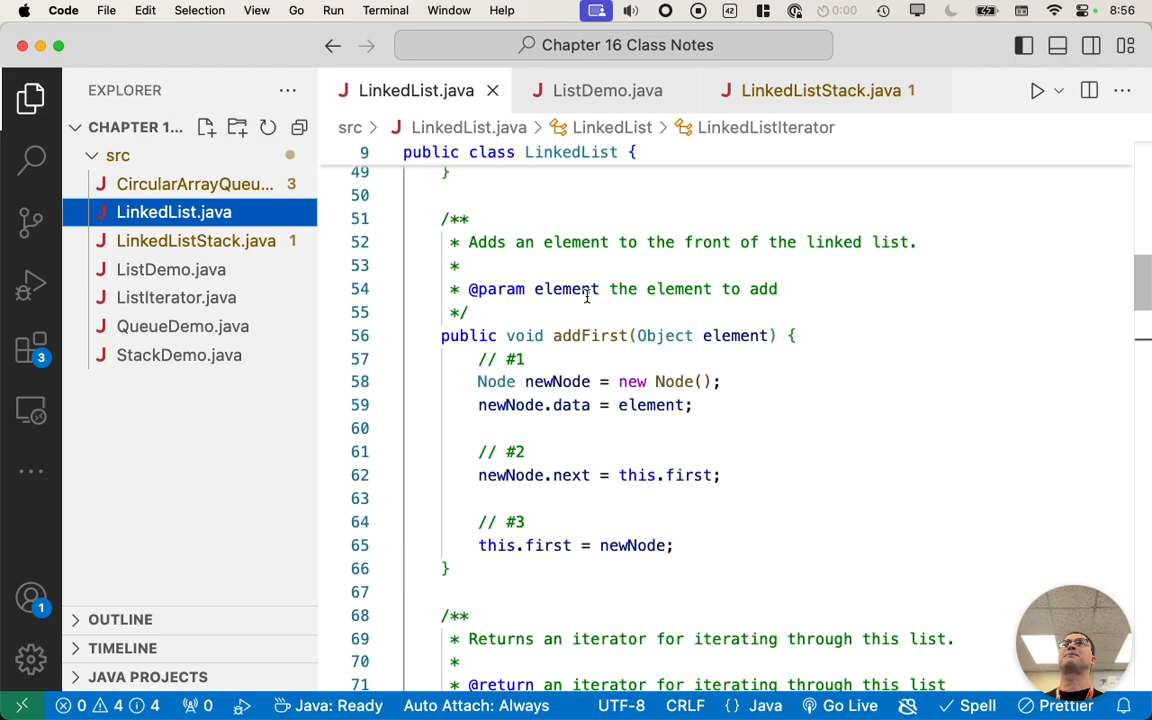 Code File Edit Selection View Go Run Terminal Window Help 42 0:00 8:56
Chapter 16 Class Notes
EXPLORER
LinkedList.java
ListDemo.java
LinkedListStack.java 1
CHAPTER 1...
src > LinkedList.java > LinkedList > LinkedListIterator
src
CircularArrayQueu... 3
LinkedList.java
LinkedListStack.java 1
ListDemo.java
ListIterator.java
QueueDemo.java
StackDemo.java
9 public class LinkedList {
49 }
50
51 /**
52 * Adds an element to the front of the linked list.
53 *
54 * @param element the element to add
55 */
56 public void addFirst(Object element) {
57 // #1
58 Node newNode = new Node();
59 newNode.data = element;
60
61 // #2
62 newNode.next = this.first;
63
64 // #3
65 this.first = newNode;
66 }
67
68 /**
69 * Returns an iterator for iterating through this list.
70 *
71 * @return an iterator for iterating through this list
3
1
OUTLINE
TIMELINE
JAVA PROJECTS
0 4 4 0 Java: Ready Auto Attach: Always UTF-8 CRLF {} Java Go Live Spell Prettier